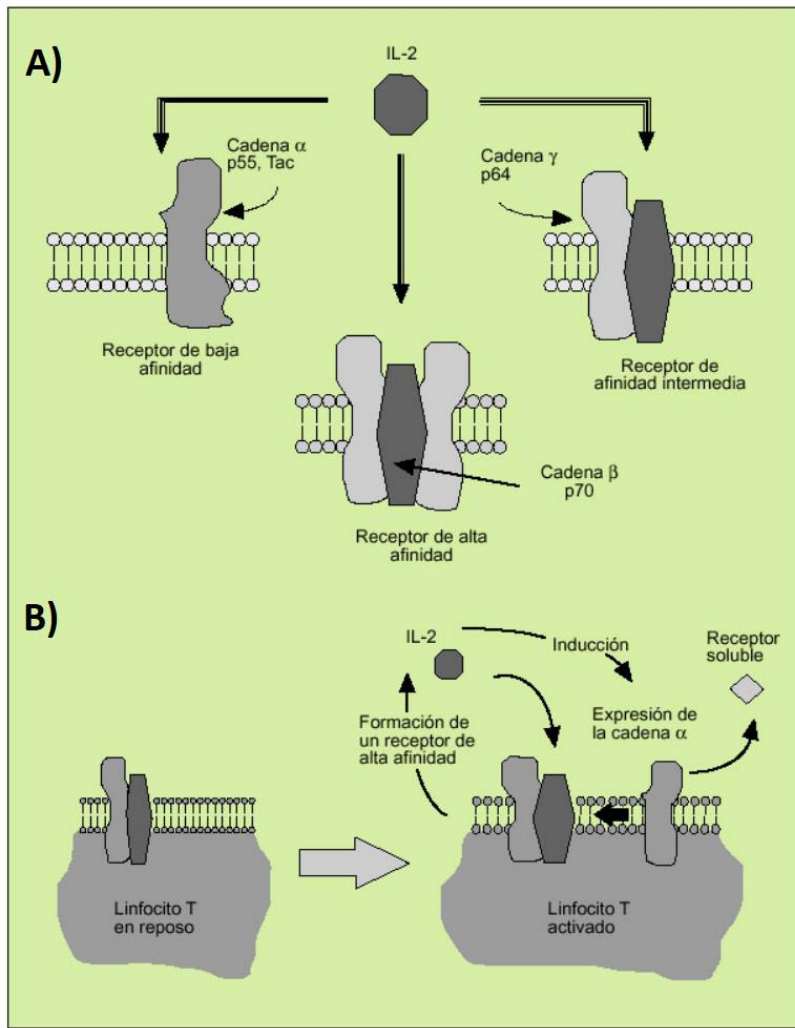 A)
IL-2
Cadena α
p55, Tac
Cadena γ
p64
Receptor de baja
afinidad
Receptor de
afinidad intermedia
Cadena β
p70
Receptor de alta
afinidad
B)
IL-2
Inducción
Receptor
soluble
Formación de
un receptor de
alta afinidad
Expresión de
la cadena α
Linfocito T
en reposo
Linfocito T
activado